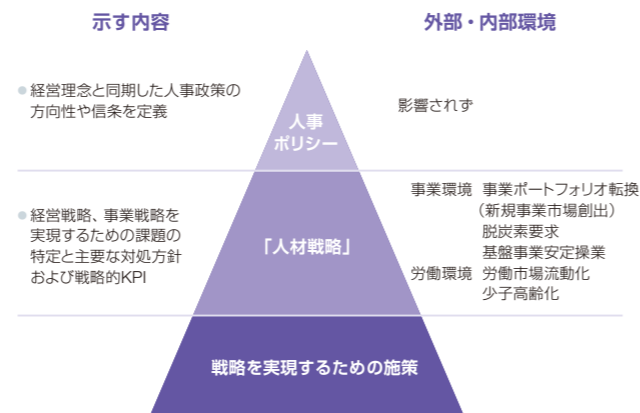 示す内容
外部・内部環境
●経営理念と同期した人事政策の
方向性や信条を定義
人事
ポリシー
影響されず
●経営戦略、事業戦略を
実現するための課題の
特定と主要な対処方針
および戦略的KPI
「人材戦略」
事業環境 事業ポートフォリオ転換
（新規事業市場創出）
脱炭素要求
基盤事業安定操業
労働環境 労働市場流動化
少子高齢化
戦略を実現するための施策